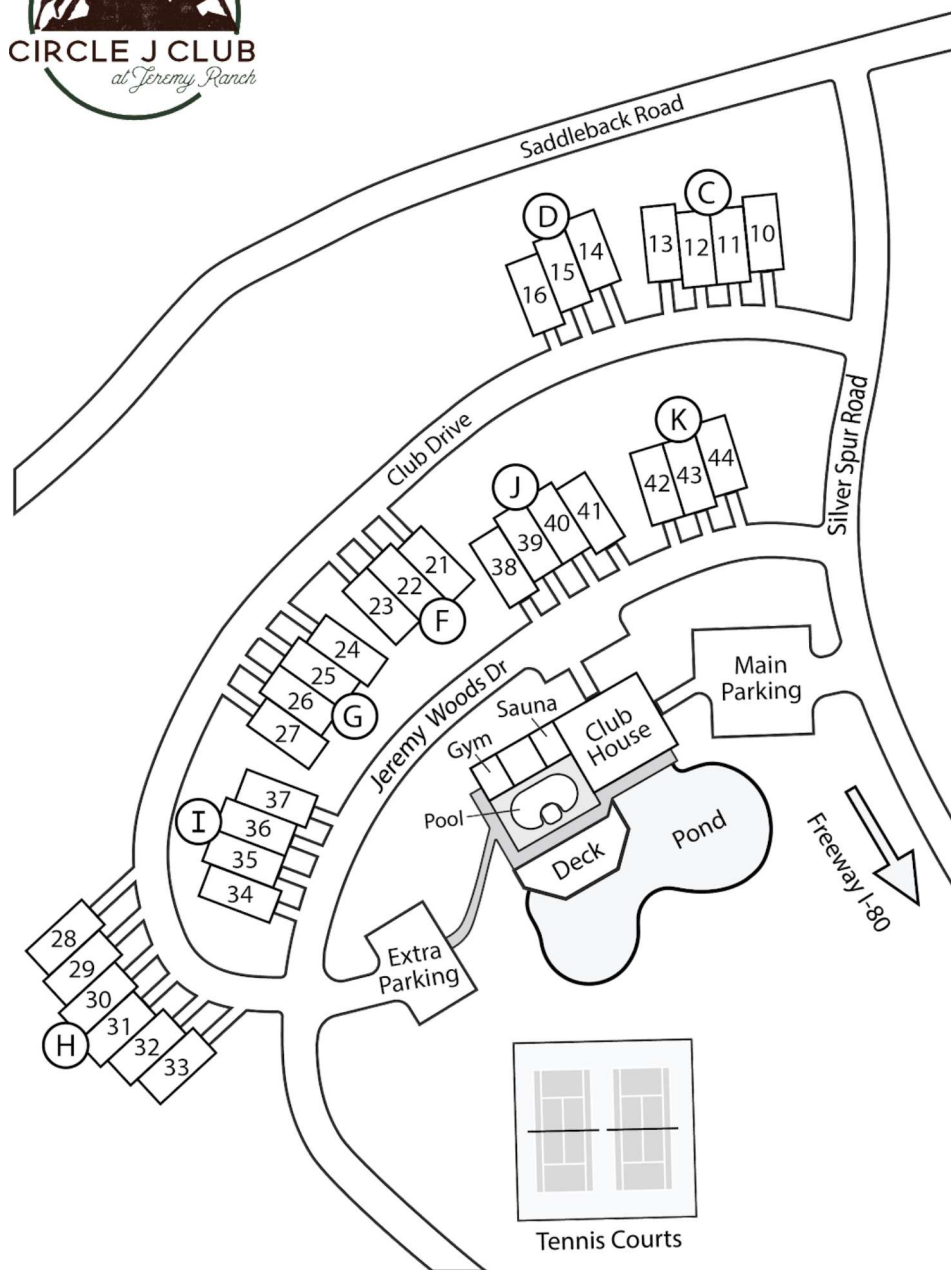 CIRCLE J CLUB
at Jeremy Ranch
Saddleback Road
D
C
16
15
14
13
12
11
10
Club Drive
Silver Spur Road
K
42
43
44
J
38
39
40
41
21
22
23
F
24
25
26
27
G
Jeremy Woods Dr
Main
Parking
Sauna
Gym
Club
House
Pool
Deck
Pond
Freeway I-80
37
36
35
34
I
Extra
Parking
28
29
30
31
32
33
H
Tennis Courts